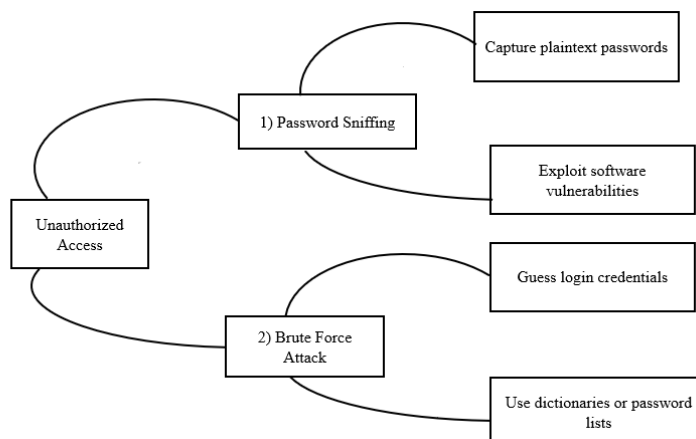 Capture plaintext passwords
1) Password Sniffing
Exploit software
vulnerabilities
Unauthorized
Access
Guess login credentials
2) Brute Force
Attack
Use dictionaries or password
lists